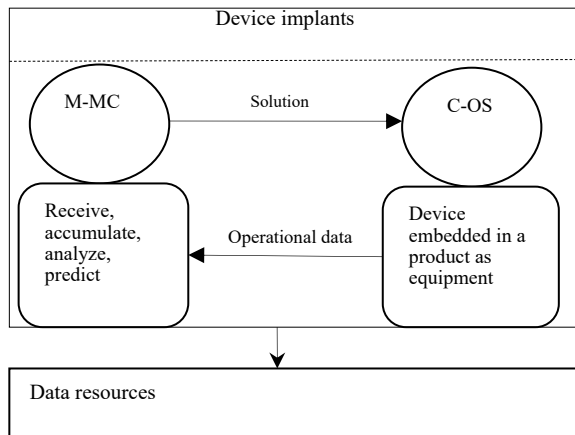 Device implants
M-MC
Solution
C-OS
Receive,
accumulate,
analyze,
predict
Operational data
Device
embedded in a
product as
equipment
Data resources